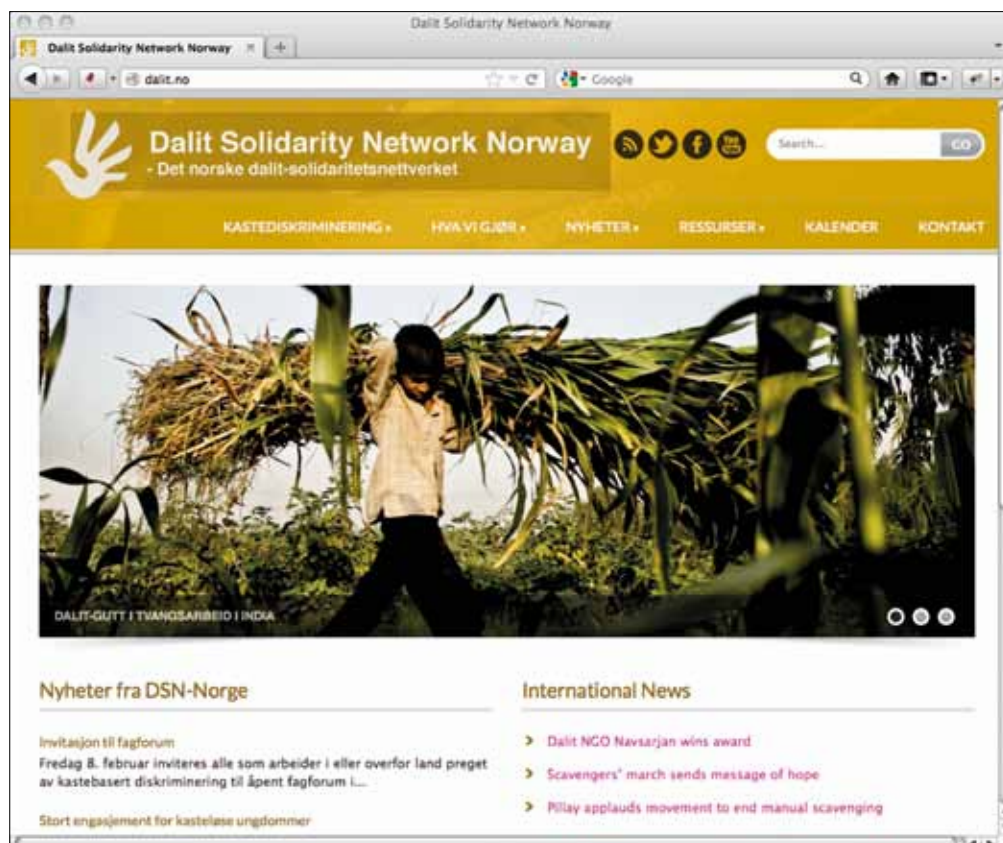 Dalit Solidarity Network Norway
Dalit Solidarity Network Norway
dalit.no
Google
Dalit Solidarity Network Norway
- Det norske dalit-solidaritetsnettverket
You
Search...
GO
KASTEDISKRIMINERING
HVA VI GJØR
NYHETER
RESSURSER
KALENDER
KONTAKT
DALIT-GUTT I TVANGSARBEID I INDIA
Nyheter fra DSN-Norge
Invitasjon til fagforum
Fredag 8. februar inviteres alle som arbeider i eller overfor land preget
av kastebasert diskriminering til åpent fagforum i...
Stort engasjement for kasteløse ungdommer
International News
Dalit NGO Navsarjan wins award
Scavengers' march sends message of hope
Pillay applauds movement to end manual scavenging